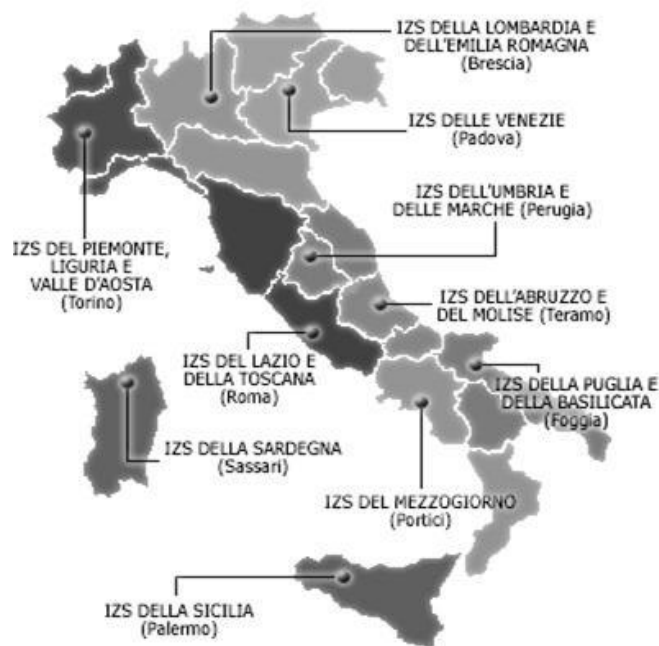 IZS DELLA LOMBARDIA E
DELL'EMILIA ROMAGNA
(Brescia)
IZS DELLE VENEZIE
(Padova)
IZS DELL'UMBRIA E
DELLE MARCHE (Perugia)
IZS DEL PIEMONTE,
LIGURIA E
VALLE D'AOSTA
(Torino)
IZS DELL'ABRUZZO E
DEL MOLISE (Teramo)
IZS DEL LAZIO E
DELLA TOSCANA
(Roma)
IZS DELLA PUGLIA E
DELLA BASILICATA
(Foggia)
IZS DELLA SARDEGNA
(Sassari)
IZS DEL MEZZOGIORNO
(Portici)
IZS DELLA SICILIA
(Palermo)